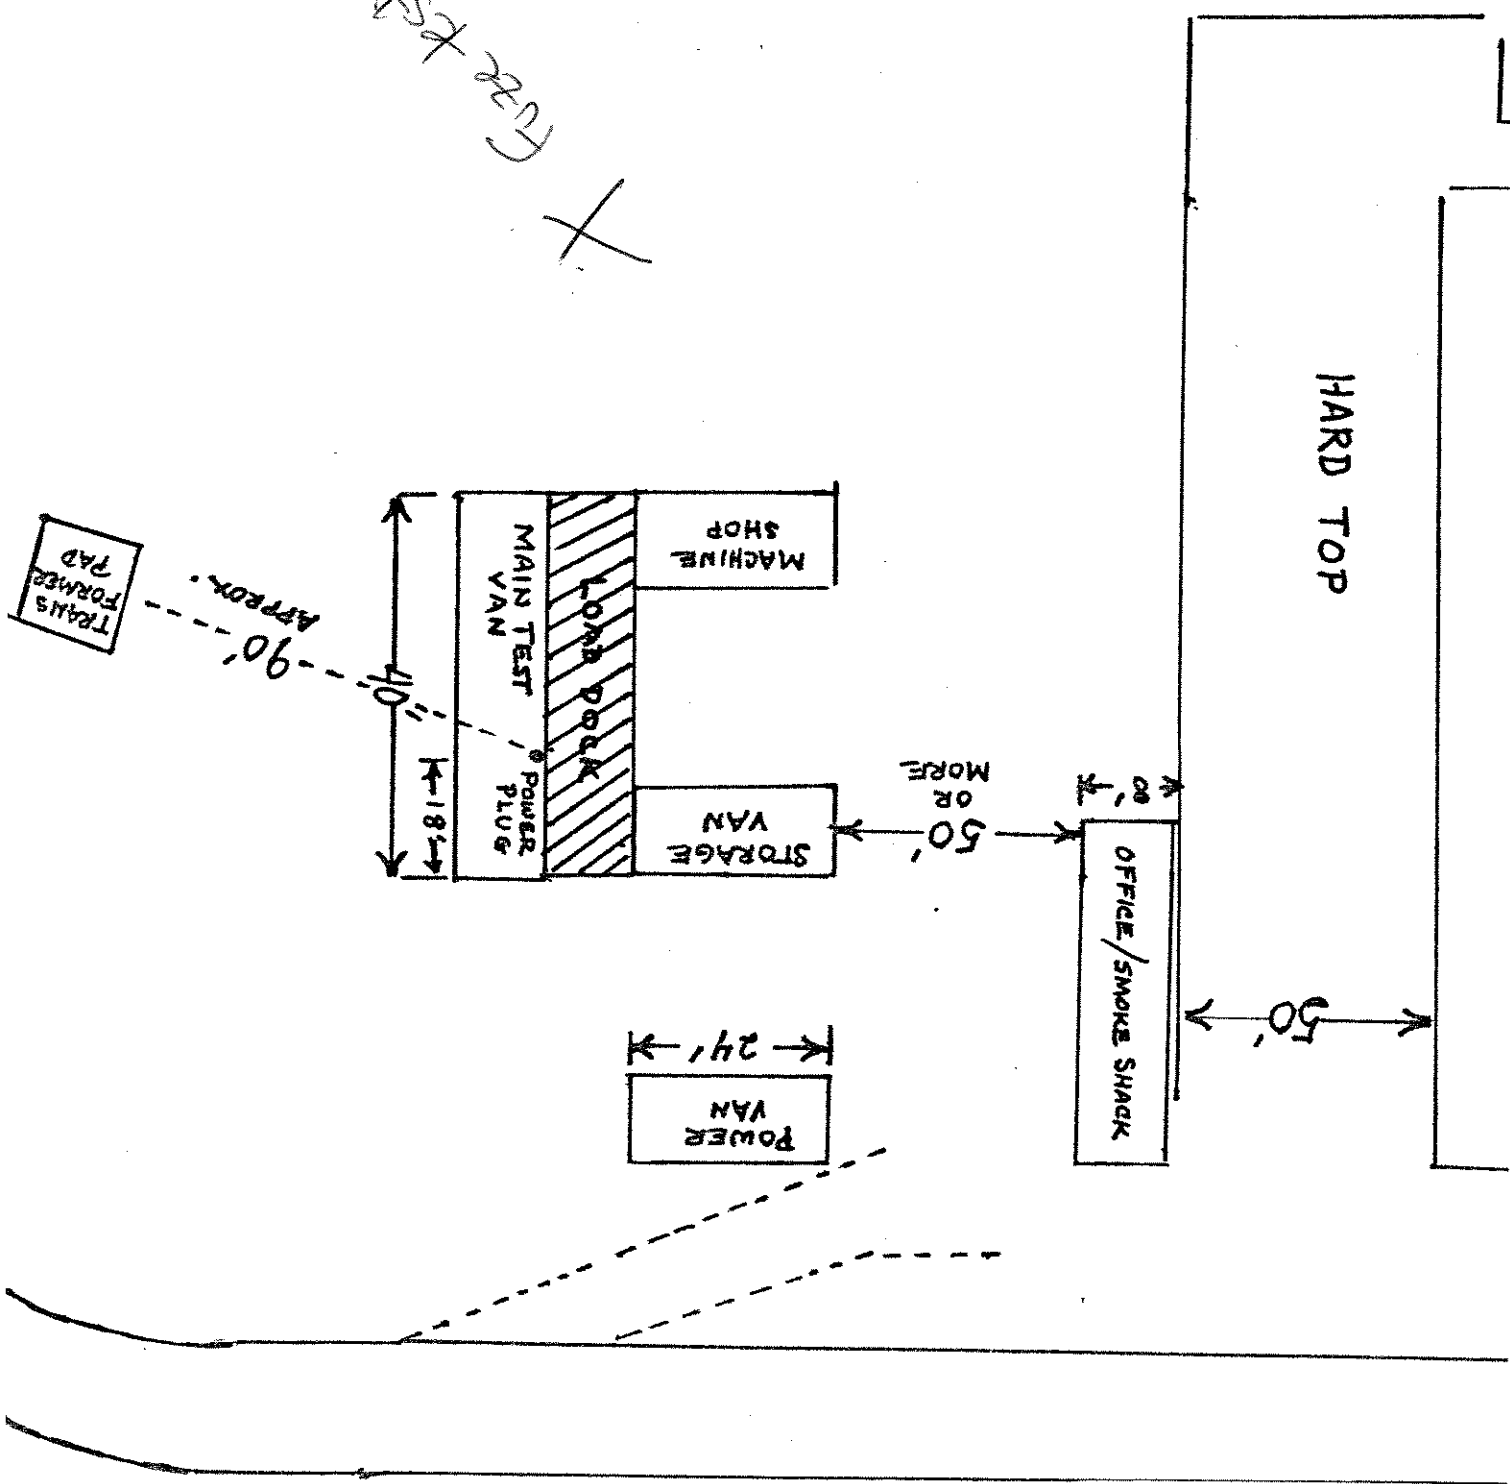 HARD TOP
MACHINE
SHOP
LOAD DOCK
MAIN TEST
VAN
POWER
PLUG
18'
40'
90'
APPROX.
TRANS
FORMER
PAD
STORAGE
VAN
50'
OR
MORE
8'
OFFICE/SMOKE SHACK
50'
24'
POWER
VAN